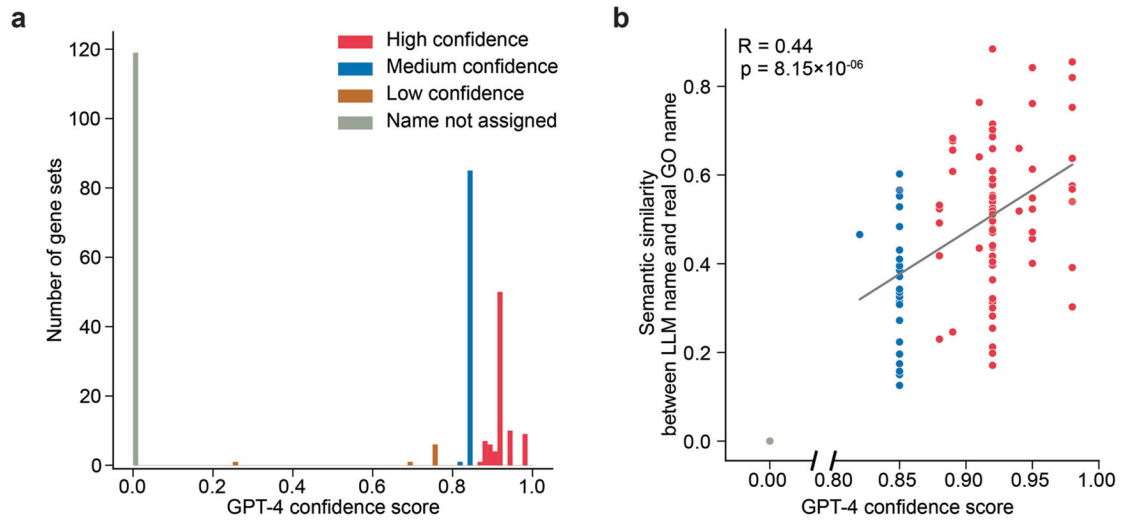 a
High confidence
Medium confidence
Low confidence
Name not assigned
Number of gene sets
120
100
80
60
40
20
0
0.0 0.2 0.4 0.6 0.8 1.0
GPT-4 confidence score
b
R = 0.44
p = 8.15×10⁻⁰⁶
Semantic similarity
between LLM name and real GO name
0.8
0.6
0.4
0.2
0.0
0.00 0.80 0.85 0.90 0.95 1.00
GPT-4 confidence score